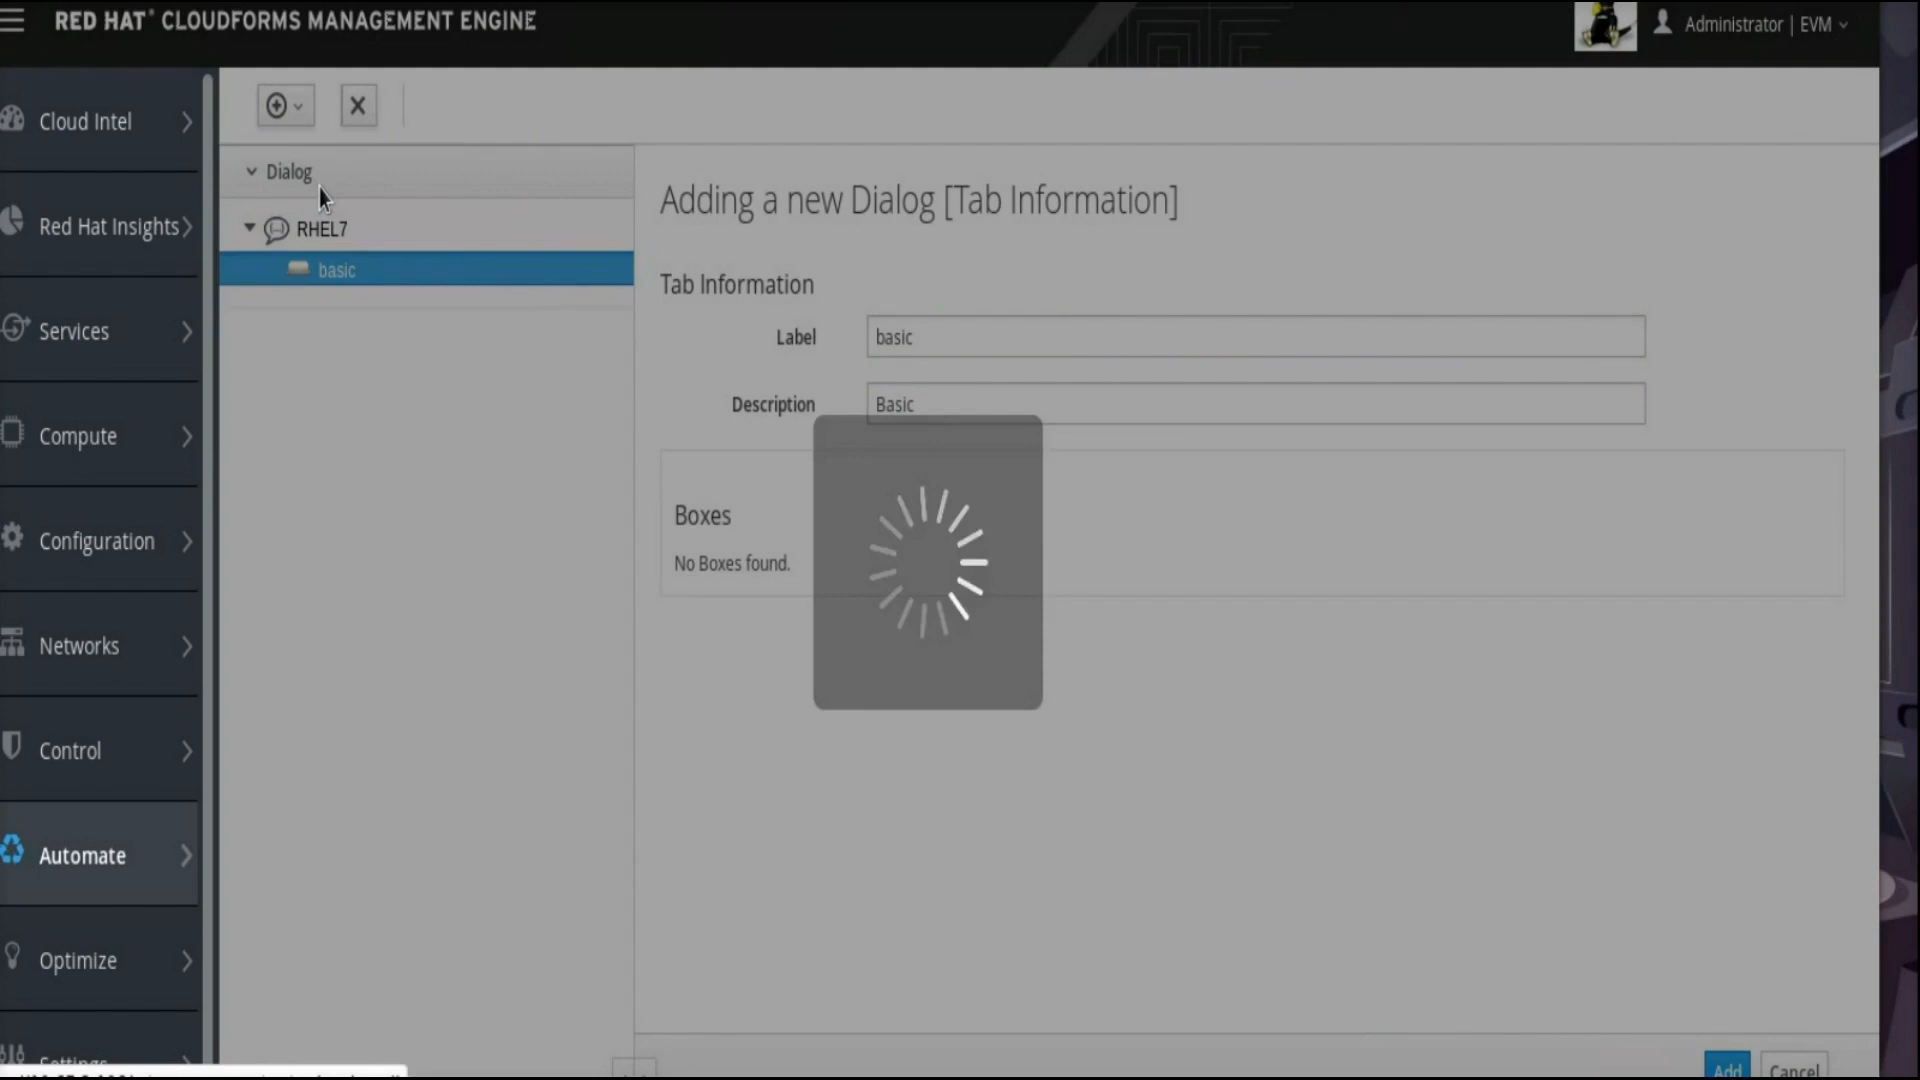 RED HAT® CLOUDFORMS MANAGEMENT ENGINE
Administrator | EVM
Cloud Intel
Red Hat Insights
Services
Compute
Configuration
Networks
Control
Automate
Optimize
Settings
Dialog
RHEL7
basic
Adding a new Dialog [Tab Information]
Tab Information
Label basic
Description Basic
Boxes
No Boxes found.
Add Cancel